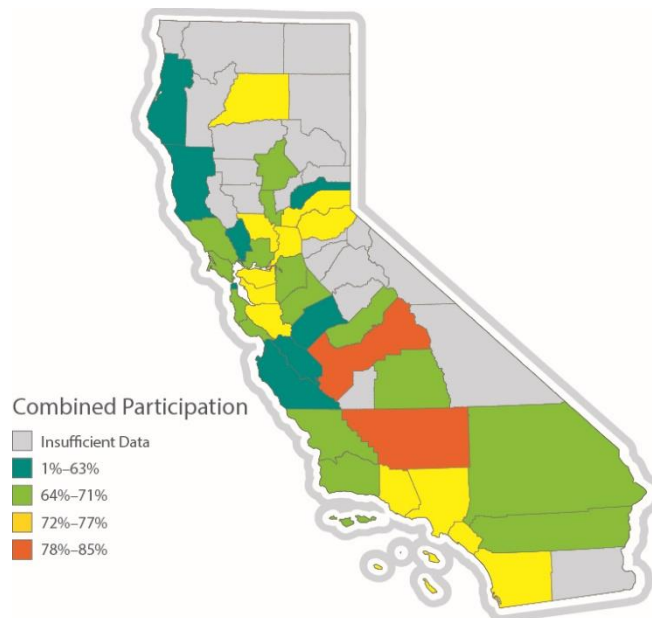 Combined Participation
Insufficient Data
1%–63%
64%–71%
72%–77%
78%–85%